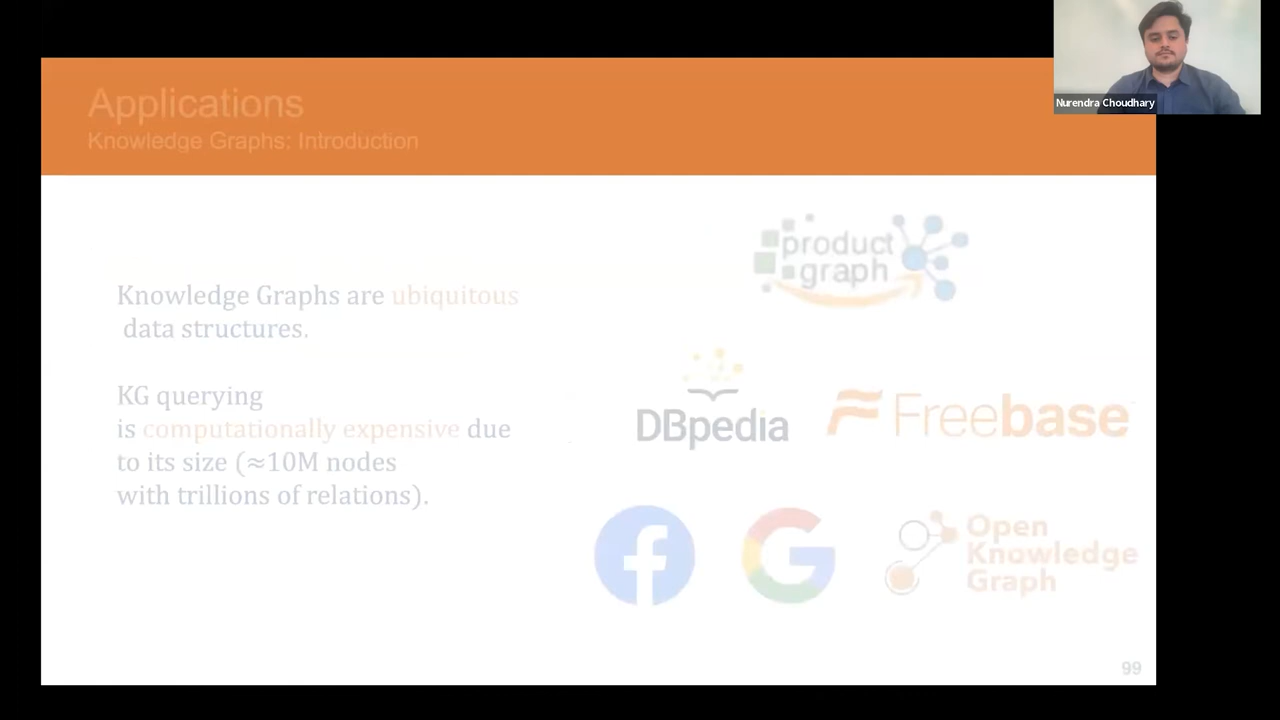 Applications
Knowledge Graphs: Introduction
Nurendra Choudhary
Knowledge Graphs are ubiquitous
data structures.
KG querying
is computationally expensive due
to its size (≈10M nodes
with trillions of relations).
product
graph
DBpedia
Freebase
Open
Knowledge
Graph
99